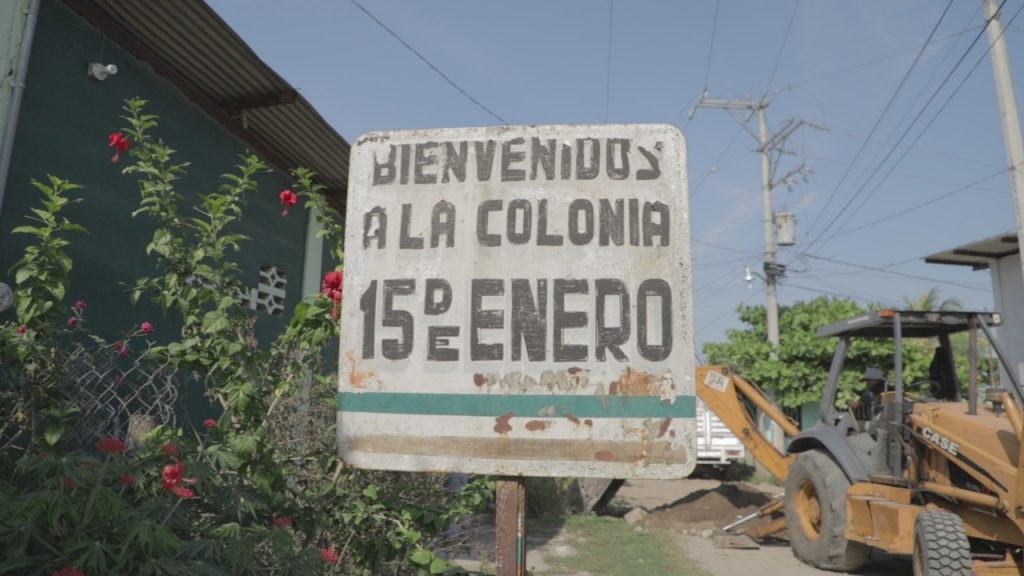 BIENVENIDOS
A LA COLONIA
15 DE ENERO
CASE